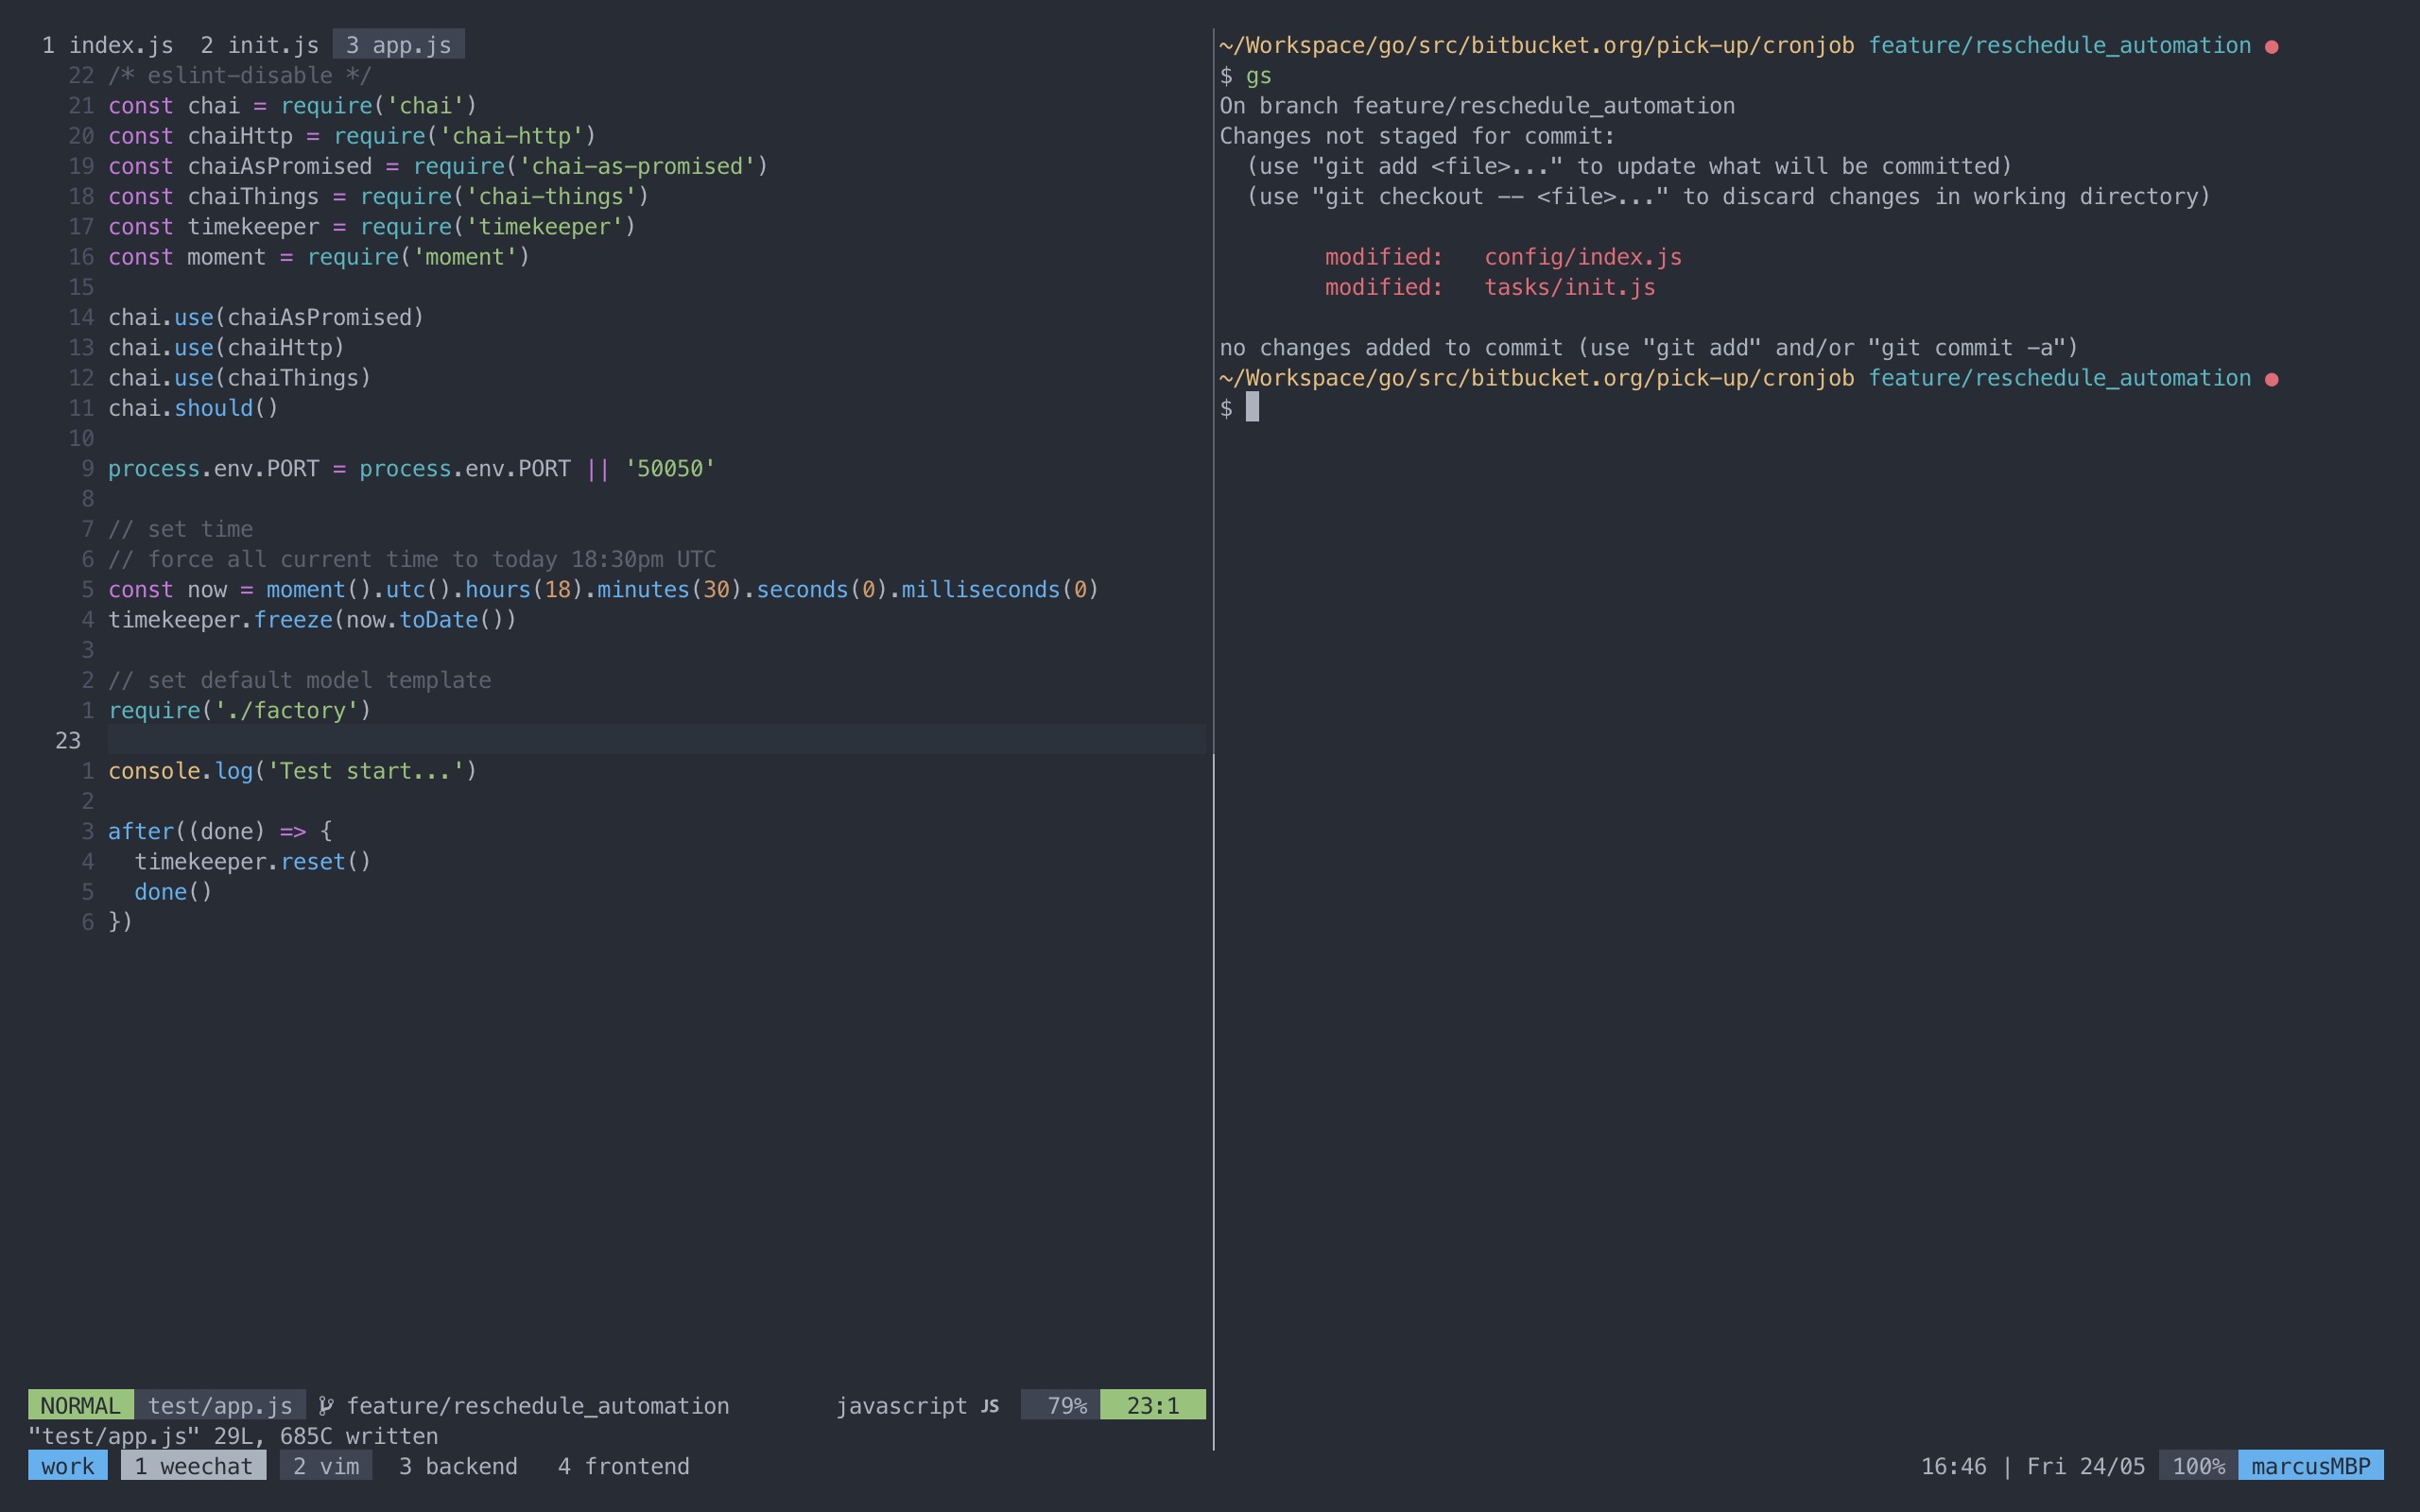 1 index.js  2 init.js  3 app.js
22 /* eslint-disable */
21 const chai = require('chai')
20 const chaiHttp = require('chai-http')
19 const chaiAsPromised = require('chai-as-promised')
18 const chaiThings = require('chai-things')
17 const timekeeper = require('timekeeper')
16 const moment = require('moment')
15
14 chai.use(chaiAsPromised)
13 chai.use(chaiHttp)
12 chai.use(chaiThings)
11 chai.should()
10
9 process.env.PORT = process.env.PORT || '50050'
8
7 // set time
6 // force all current time to today 18:30pm UTC
5 const now = moment().utc().hours(18).minutes(30).seconds(0).milliseconds(0)
4 timekeeper.freeze(now.toDate())
3
2 // set default model template
1 require('./factory')
23
1 console.log('Test start...')
2
3 after((done) => {
4   timekeeper.reset()
5   done()
6 })
NORMAL test/app.js feature/reschedule_automation javascript JS 79% 23:1
"test/app.js" 29L, 685C written
~/Workspace/go/src/bitbucket.org/pick-up/cronjob feature/reschedule_automation ●
$ gs
On branch feature/reschedule_automation
Changes not staged for commit:
  (use "git add <file>..." to update what will be committed)
  (use "git checkout -- <file>..." to discard changes in working directory)
        modified:   config/index.js
        modified:   tasks/init.js
no changes added to commit (use "git add" and/or "git commit -a")
~/Workspace/go/src/bitbucket.org/pick-up/cronjob feature/reschedule_automation ●
$
work  1 weechat  2 vim  3 backend  4 frontend  16:46 | Fri 24/05  100%  marcusMBP